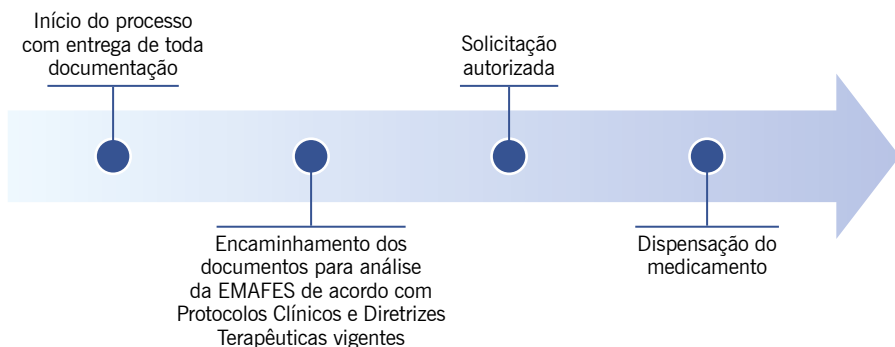 Início do processo
com entrega de toda
documentação
Encaminhamento dos
documentos para análise
da EMAFES de acordo com
Protocolos Clínicos e Diretrizes
Terapêuticas vigentes
Solicitação
autorizada
Dispensação do
medicamento